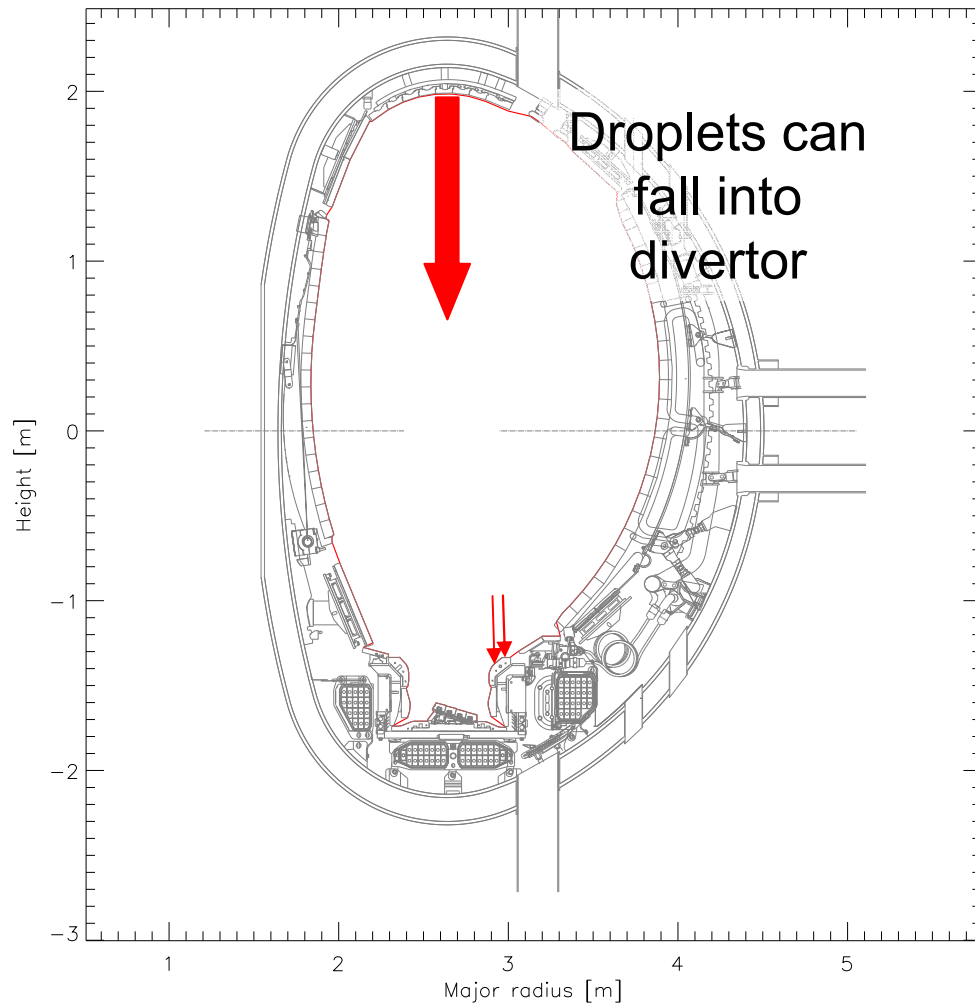 Droplets can
fall into
divertor
2
1
0
−1
−2
−3
Height [m]
1
2
3
4
5
Major radius [m]